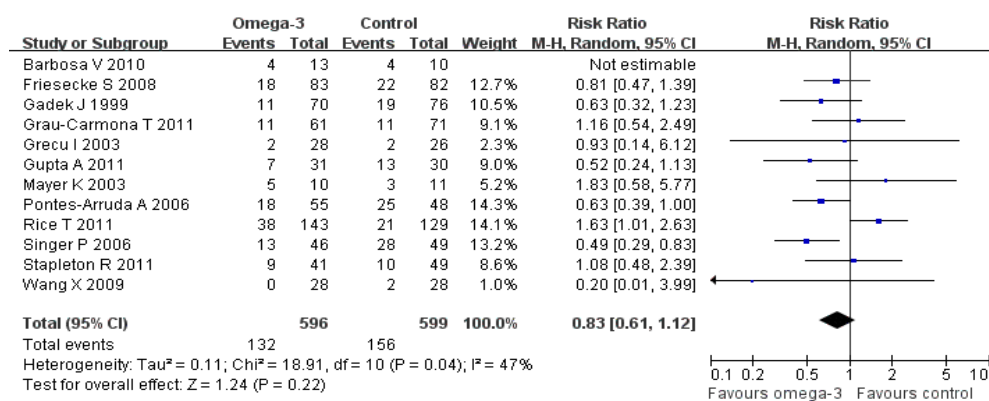 Omega-3 Control Risk Ratio Risk Ratio
Study or Subgroup Events Total Events Total Weight M-H, Random, 95% CI M-H, Random, 95% CI
Barbosa V 2010 4 13 4 10 Not estimable
Friesecke S 2008 18 83 22 82 12.7% 0.81 [0.47, 1.39]
Gadek J 1999 11 70 19 76 10.5% 0.63 [0.32, 1.23]
Grau-Carmona T 2011 11 61 11 71 9.1% 1.16 [0.54, 2.49]
Grecu I 2003 2 28 2 26 2.3% 0.93 [0.14, 6.12]
Gupta A 2011 7 31 13 30 9.0% 0.52 [0.24, 1.13]
Mayer K 2003 5 10 3 11 5.2% 1.83 [0.58, 5.77]
Pontes-Arruda A 2006 18 55 25 48 14.4% 0.63 [0.39, 1.00]
Rice T 2011 38 143 21 129 14.1% 1.63 [1.01, 2.63]
Singer P 2006 13 46 28 49 13.2% 0.49 [0.29, 0.83]
Stapleton R 2011 9 41 10 49 8.6% 1.08 [0.48, 2.39]
Wang X 2009 0 28 2 28 1.0% 0.20 [0.01, 3.99]
Total (95% CI) 596 599 100.0% 0.83 [0.61, 1.12]
Total events 132 156
Heterogeneity: Tau² = 0.11; Chi² = 18.91, df = 10 (P = 0.04); I² = 47%
Test for overall effect: Z = 1.24 (P = 0.22)
0.1 0.2 0.5 1 2 5 10
Favours omega-3 Favours control